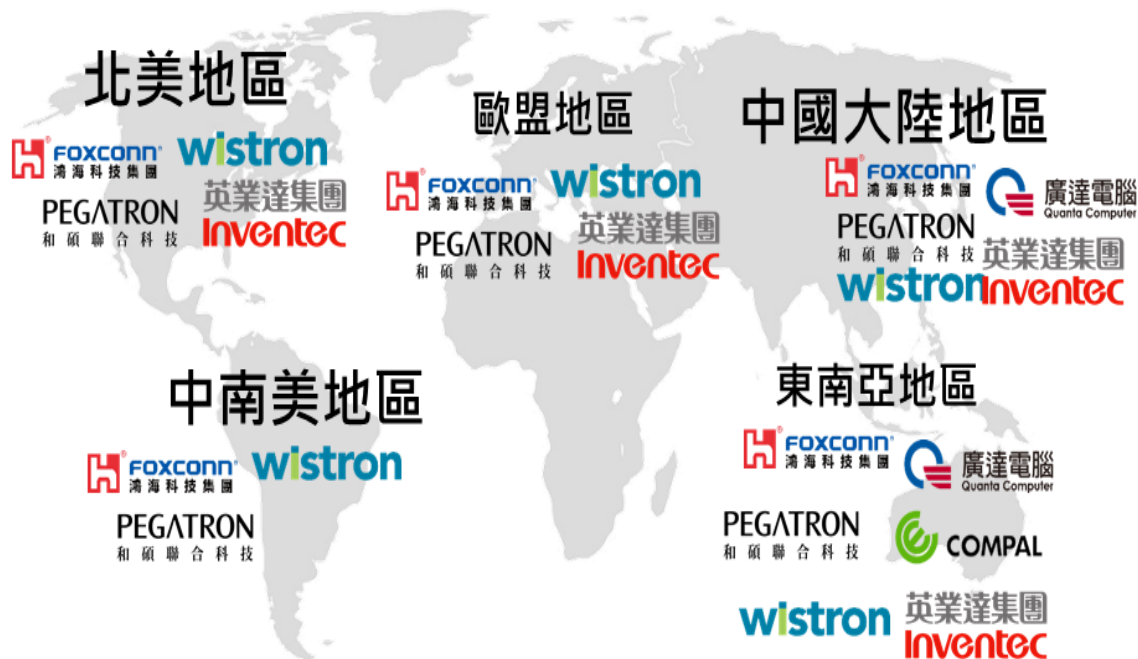 北美地區
FOXCONN®
鴻海科技集團
wistron
PEGATRON
和碩聯合科技
英業達集團
Inventec
歐盟地區
FOXCONN®
鴻海科技集團
wistron
PEGATRON
和碩聯合科技
英業達集團
Inventec
中國大陸地區
FOXCONN®
鴻海科技集團
廣達電腦
Quanta Computer
PEGATRON
和碩聯合科技
英業達集團
Inventec
wistron
中南美地區
FOXCONN®
鴻海科技集團
wistron
PEGATRON
和碩聯合科技
東南亞地區
FOXCONN®
鴻海科技集團
廣達電腦
Quanta Computer
PEGATRON
和碩聯合科技
COMPAL
wistron
英業達集團
Inventec